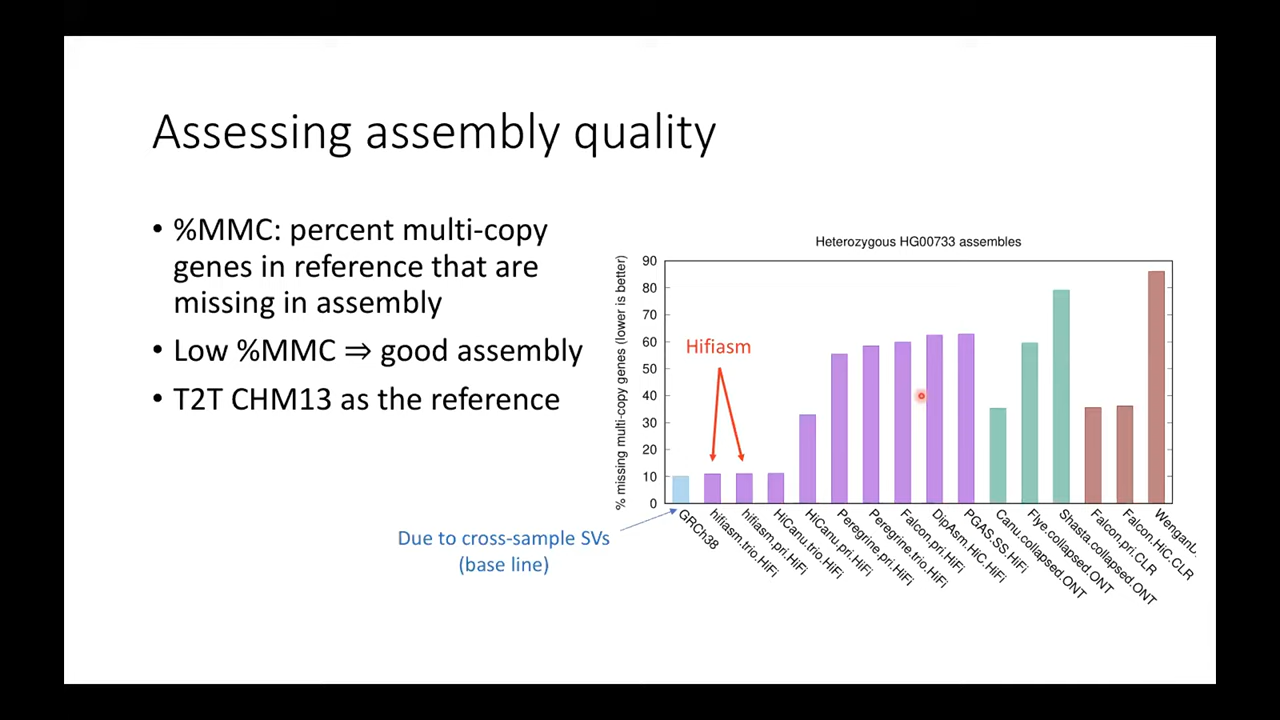 Assessing assembly quality
• %MMC: percent multi-copy
genes in reference that are
missing in assembly
• Low %MMC ⇒ good assembly
• T2T CHM13 as the reference
Heterozygous HG00733 assembles
% missing multi-copy genes (lower is better)
90
80
70
60
50
40
30
20
10
0
Hifiasm
GRCh38
hifiasm.trio.HiFi
hifiasm.pri.HiFi
HiCanu.trio.HiFi
HiCanu.pri.HiFi
Peregrine.pri.HiFi
Peregrine.trio.HiFi
Falcon.pri.HiFi
DipAsm.HiC.HiFi
PGAS.SS.HiFi
Canu.collapsed.ONT
Flye.collapsed.ONT
Shasta.collapsed.ONT
Falcon.pri.CLR
Falcon.HiC.CLR
Due to cross-sample SVs
(base line)